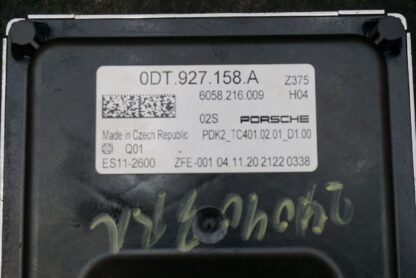 0DT.927.158.A Z375
6058.216.009 H04
02S PORSCHE
Made in Czech Republic PDK2_TC401.02.01_D1.00
Q01
ES11-2600 ZFE-001 04.11.20 2122 0338